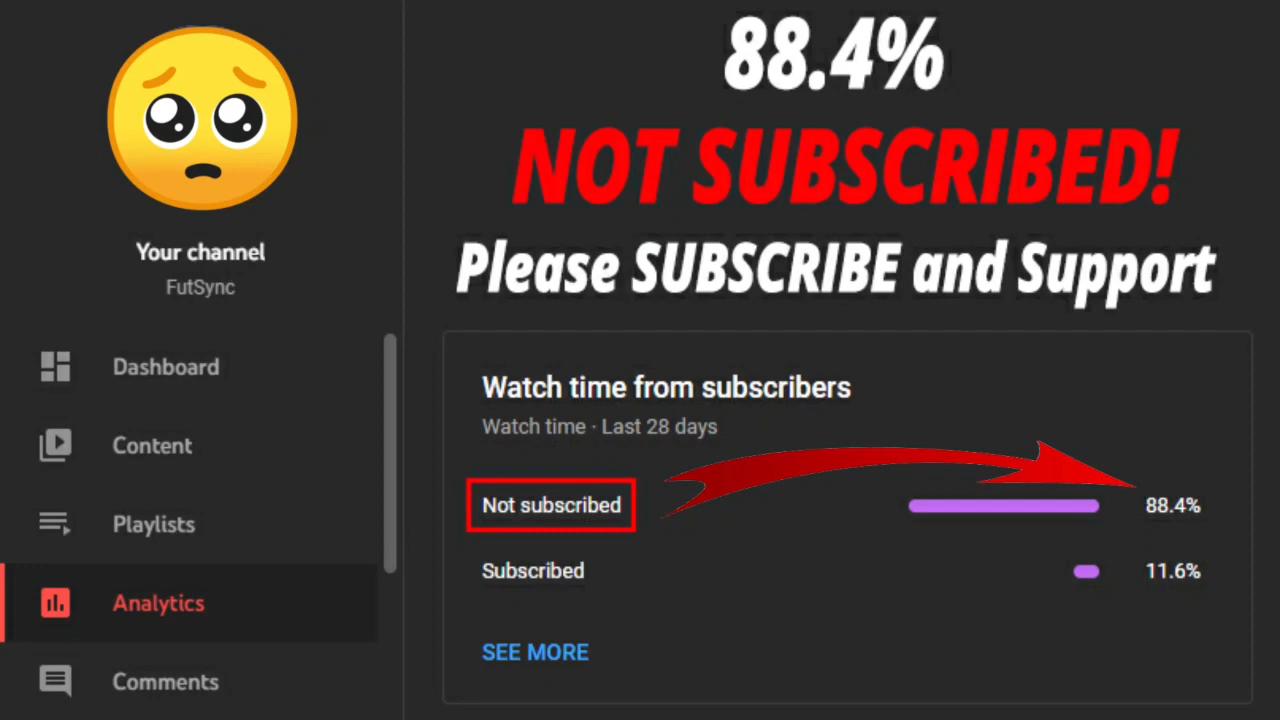 Your channel
FutSync
Dashboard
Content
Playlists
Analytics
Comments
88.4%
NOT SUBSCRIBED!
Please SUBSCRIBE and Support
Watch time from subscribers
Watch time · Last 28 days
Not subscribed 88.4%
Subscribed 11.6%
SEE MORE